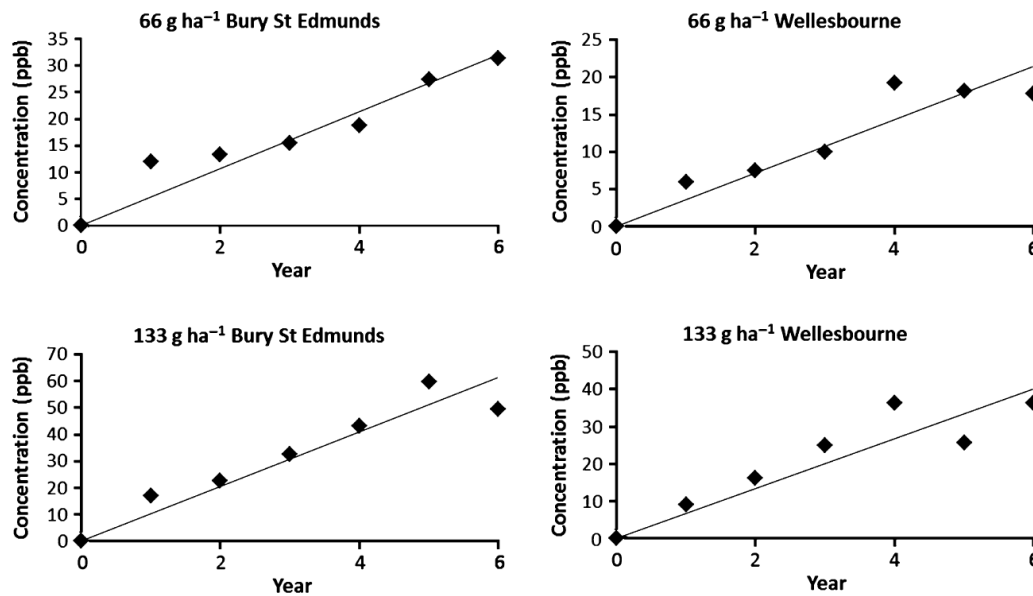 66 g ha⁻¹ Bury St Edmunds
Concentration (ppb)
35
30
25
20
15
10
5
0
0 2 4 6
Year
66 g ha⁻¹ Wellesbourne
Concentration (ppb)
25
20
15
10
5
0
0 2 4 6
Year
133 g ha⁻¹ Bury St Edmunds
Concentration (ppb)
70
60
50
40
30
20
10
0
0 2 4 6
Year
133 g ha⁻¹ Wellesbourne
Concentration (ppb)
50
40
30
20
10
0
0 2 4 6
Year